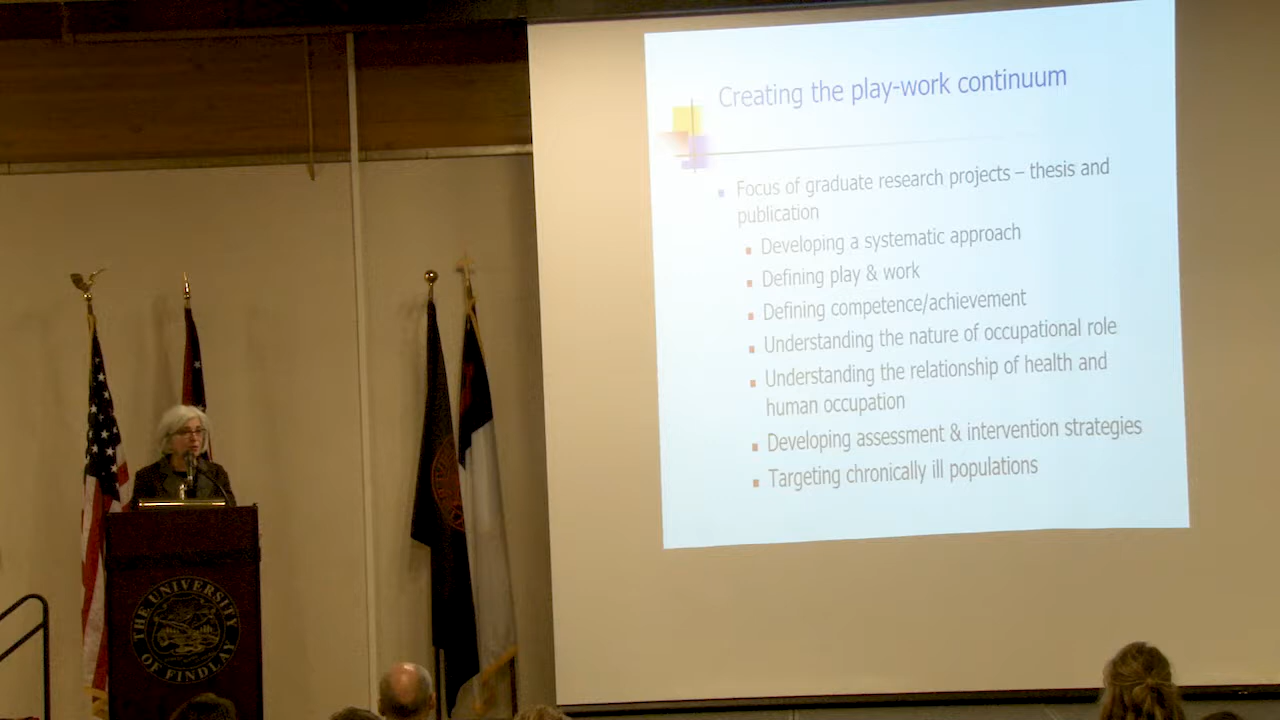 Creating the play-work continuum
Focus of graduate research projects – thesis and
publication
Developing a systematic approach
Defining play & work
Defining competence/achievement
Understanding the nature of occupational role
Understanding the relationship of health and
human occupation
Developing assessment & intervention strategies
Targeting chronically ill populations
THE UNIVERSITY
OF FINDLAY